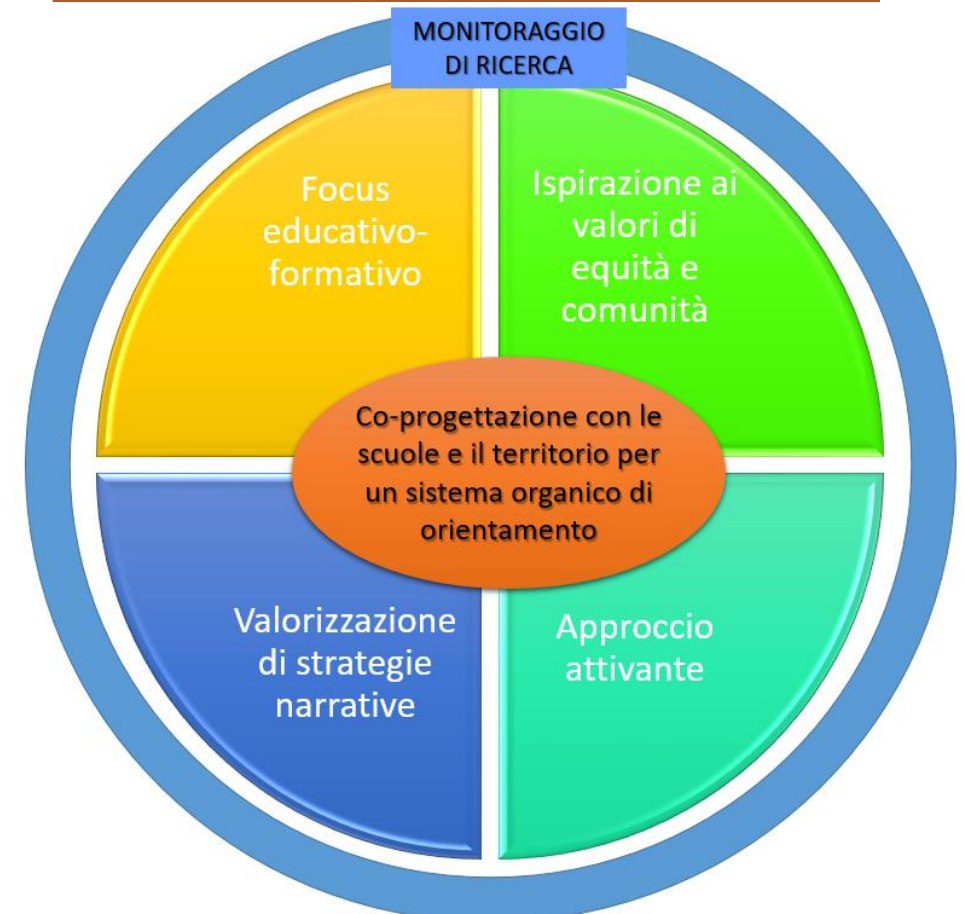 MONITORAGGIO
DI RICERCA
Focus
educativo-
formativo
Ispirazione ai
valori di
equità e
comunità
Co-progettazione con le
scuole e il territorio per
un sistema organico di
orientamento
Valorizzazione
di strategie
narrative
Approccio
attivante